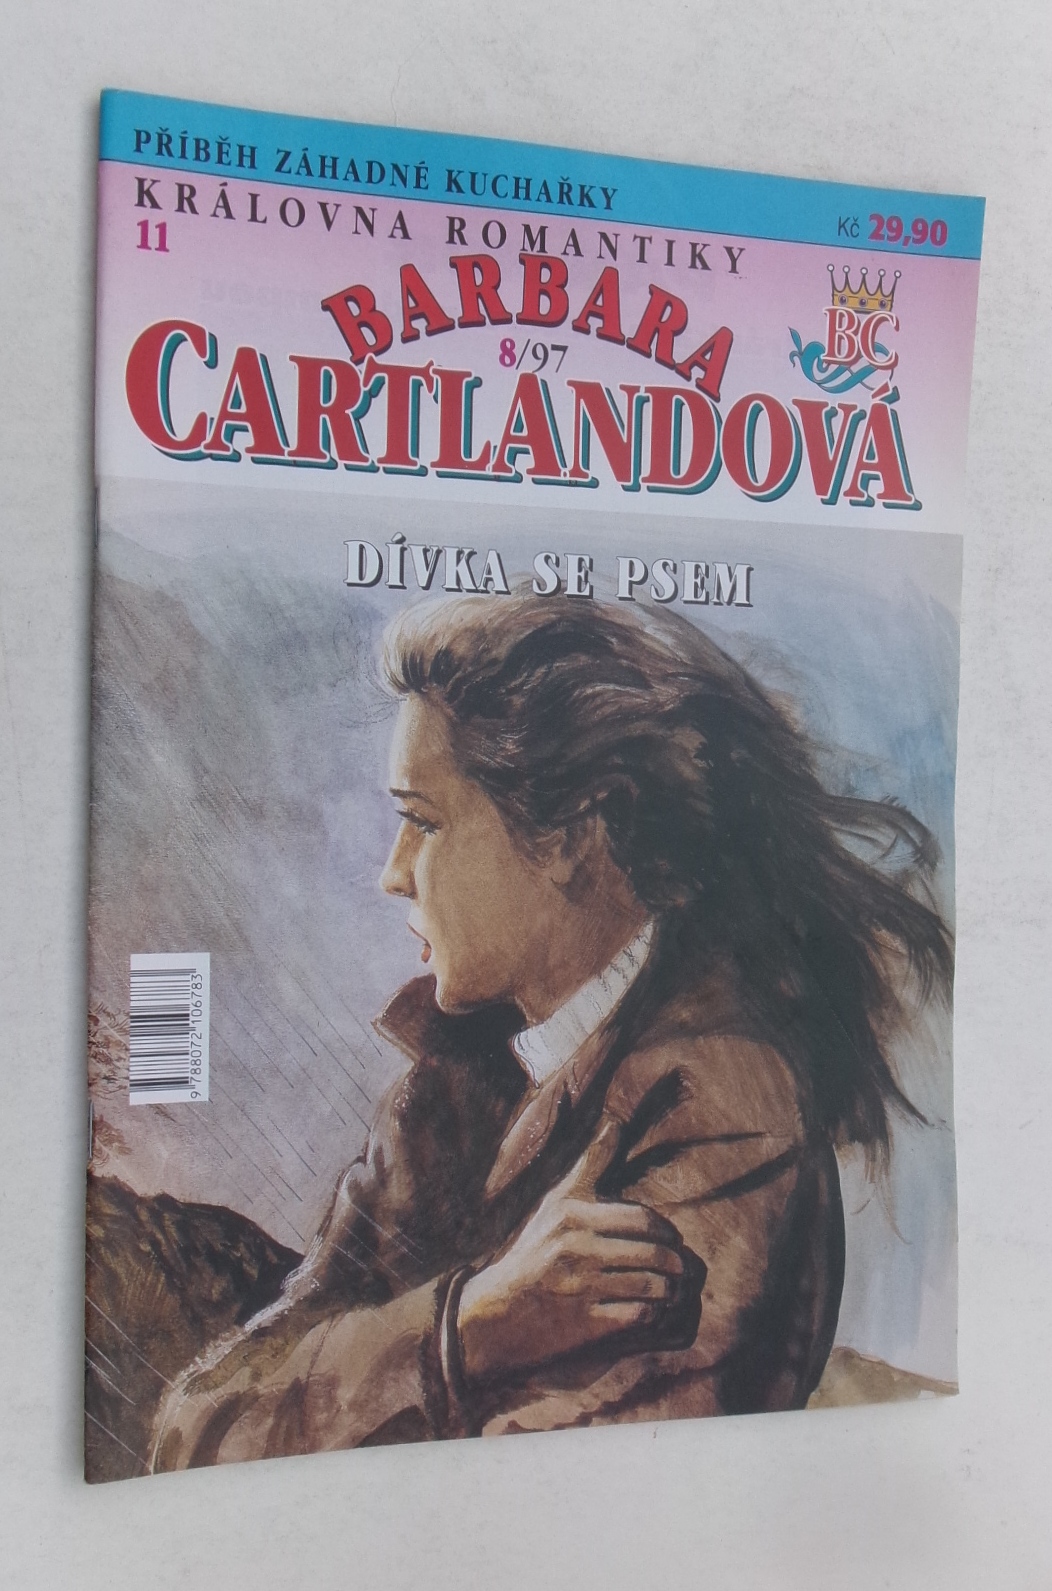 PŘÍBĚH ZÁHADNÉ KUCHAŘKY
Kč 29,90
KRÁLOVNA ROMANTIKY
11
BARBARA
BC
8/97
CARTLANDOVÁ
DÍVKA SE PSEM
9 788072 106783